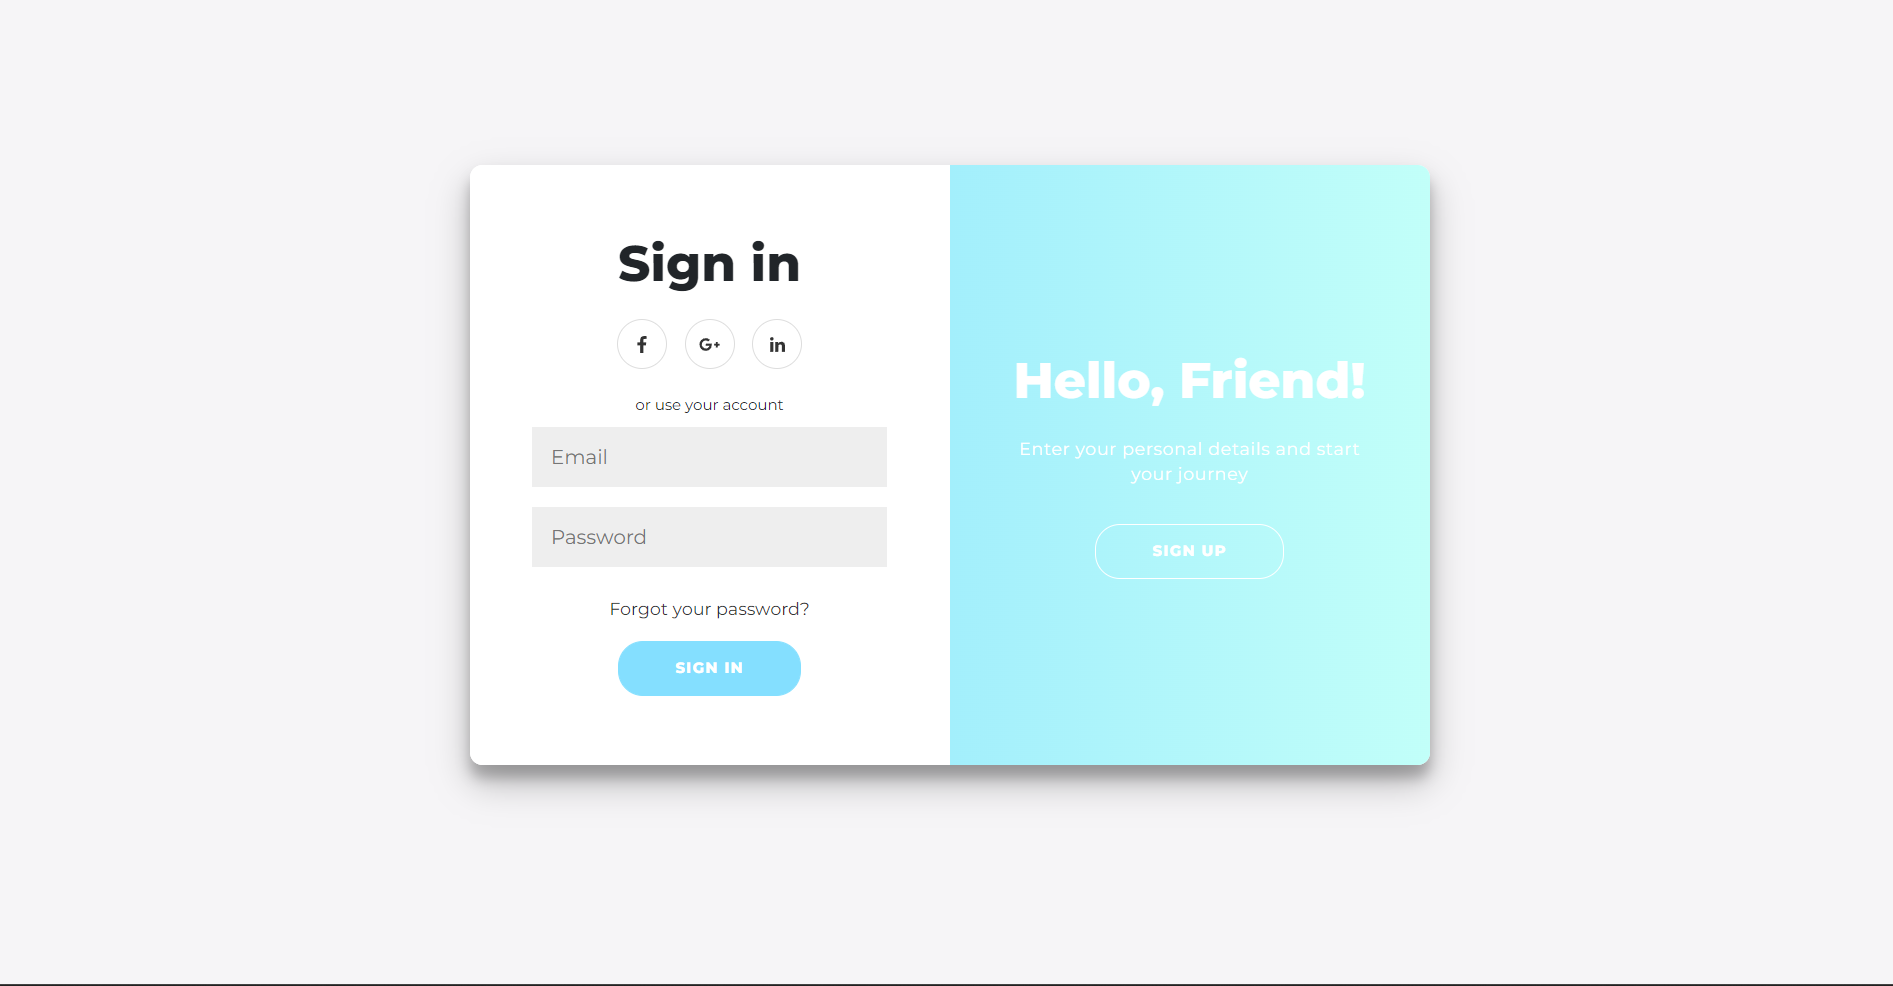 Sign in
f
G+
in
or use your account
Email
Password
Forgot your password?
SIGN IN
Hello, Friend!
Enter your personal details and start
your journey
SIGN UP